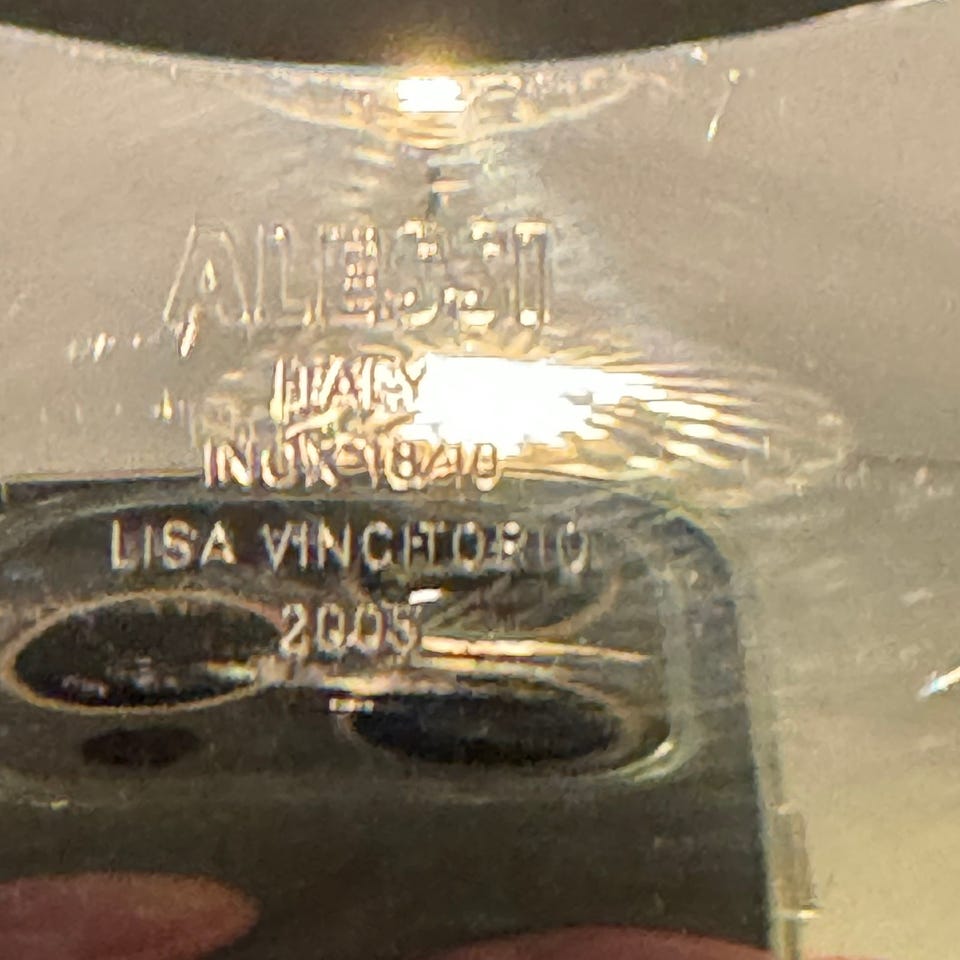 ALESSI
ITALY
INOX 18/10
LISA VINCITORIO
2005